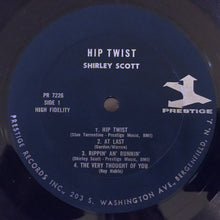 HIP TWIST
SHIRLEY SCOTT
PR 7226
SIDE 1
HIGH FIDELITY
PRESTIGE
1. HIP TWIST
(Stan Turrentine - Prestige Music, BMI)
2. AT LAST
(Gordon/Warren)
3. RIPPIN' AN' RUNNIN'
(Shirley Scott - Prestige Music, BMI)
4. THE VERY THOUGHT OF YOU
(Ray Noble)
PRESTIGE RECORDS INC., 203 S. WASHINGTON AVE., BERGENFIELD, N.J.